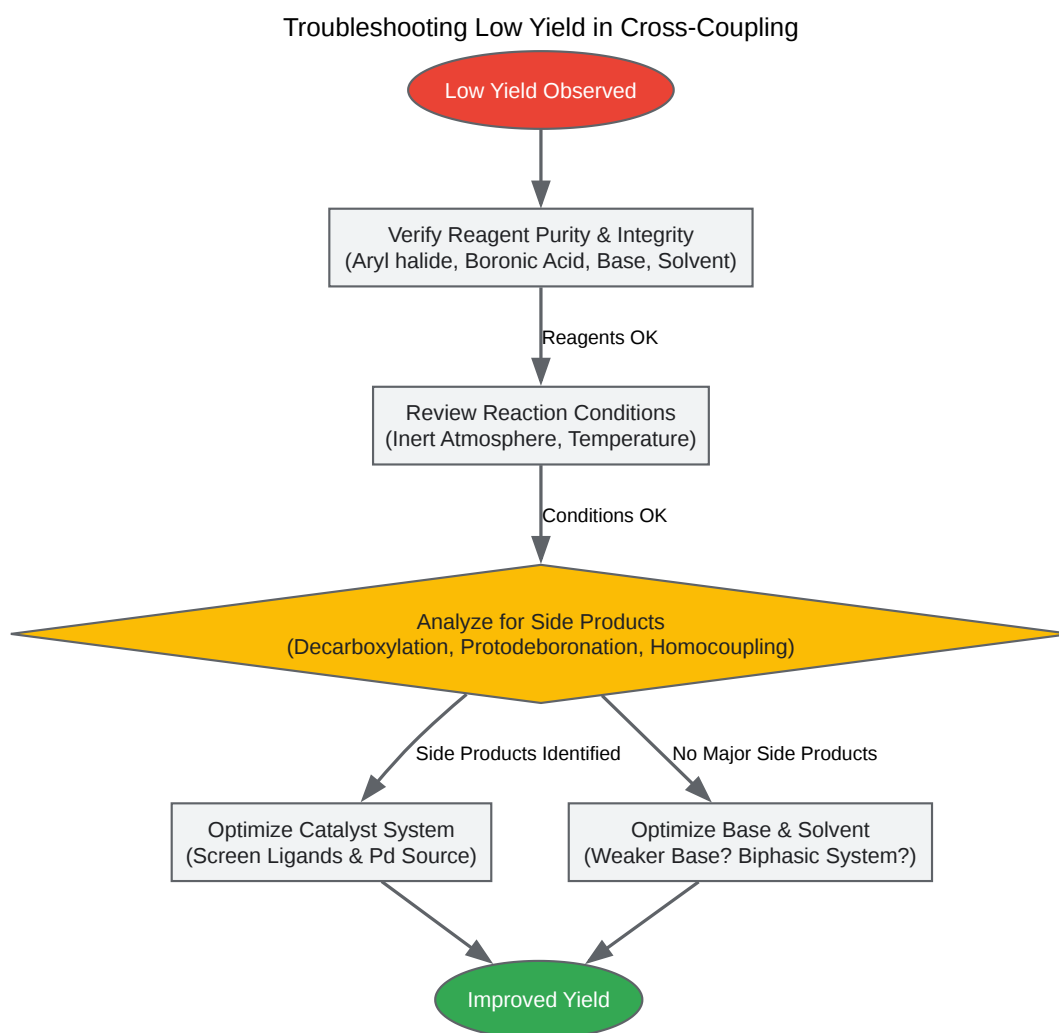 Troubleshooting Low Yield in Cross-Coupling
Low Yield Observed
Verify Reagent Purity & Integrity
(Aryl halide, Boronic Acid, Base, Solvent)
Reagents OK
Review Reaction Conditions
(Inert Atmosphere, Temperature)
Conditions OK
Analyze for Side Products
(Decarboxylation, Protodeboronation, Homocoupling)
Side Products Identified
No Major Side Products
Optimize Catalyst System
(Screen Ligands & Pd Source)
Optimize Base & Solvent
(Weaker Base? Biphasic System?)
Improved Yield